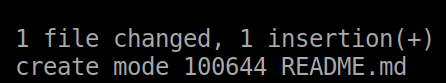 1 file changed, 1 insertion(+)
create mode 100644 README.md